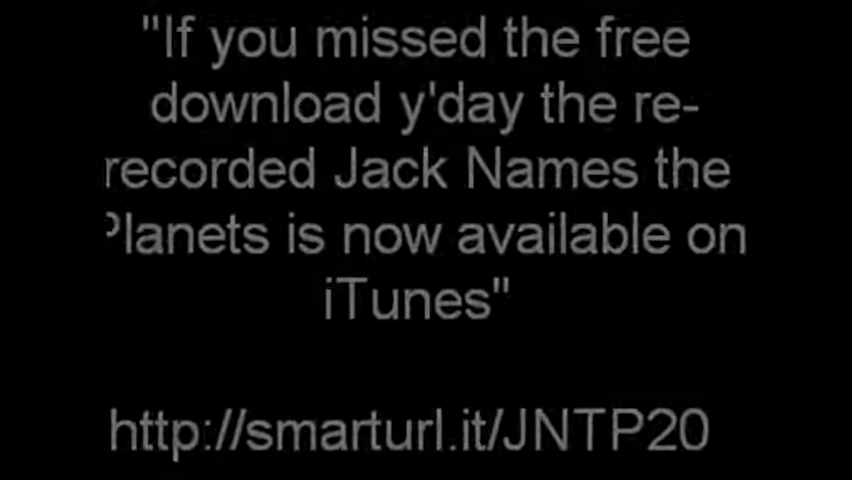 "If you missed the free
download y'day the re-
recorded Jack Names the
Planets is now available on
iTunes"
http://smarturl.it/JNTP20